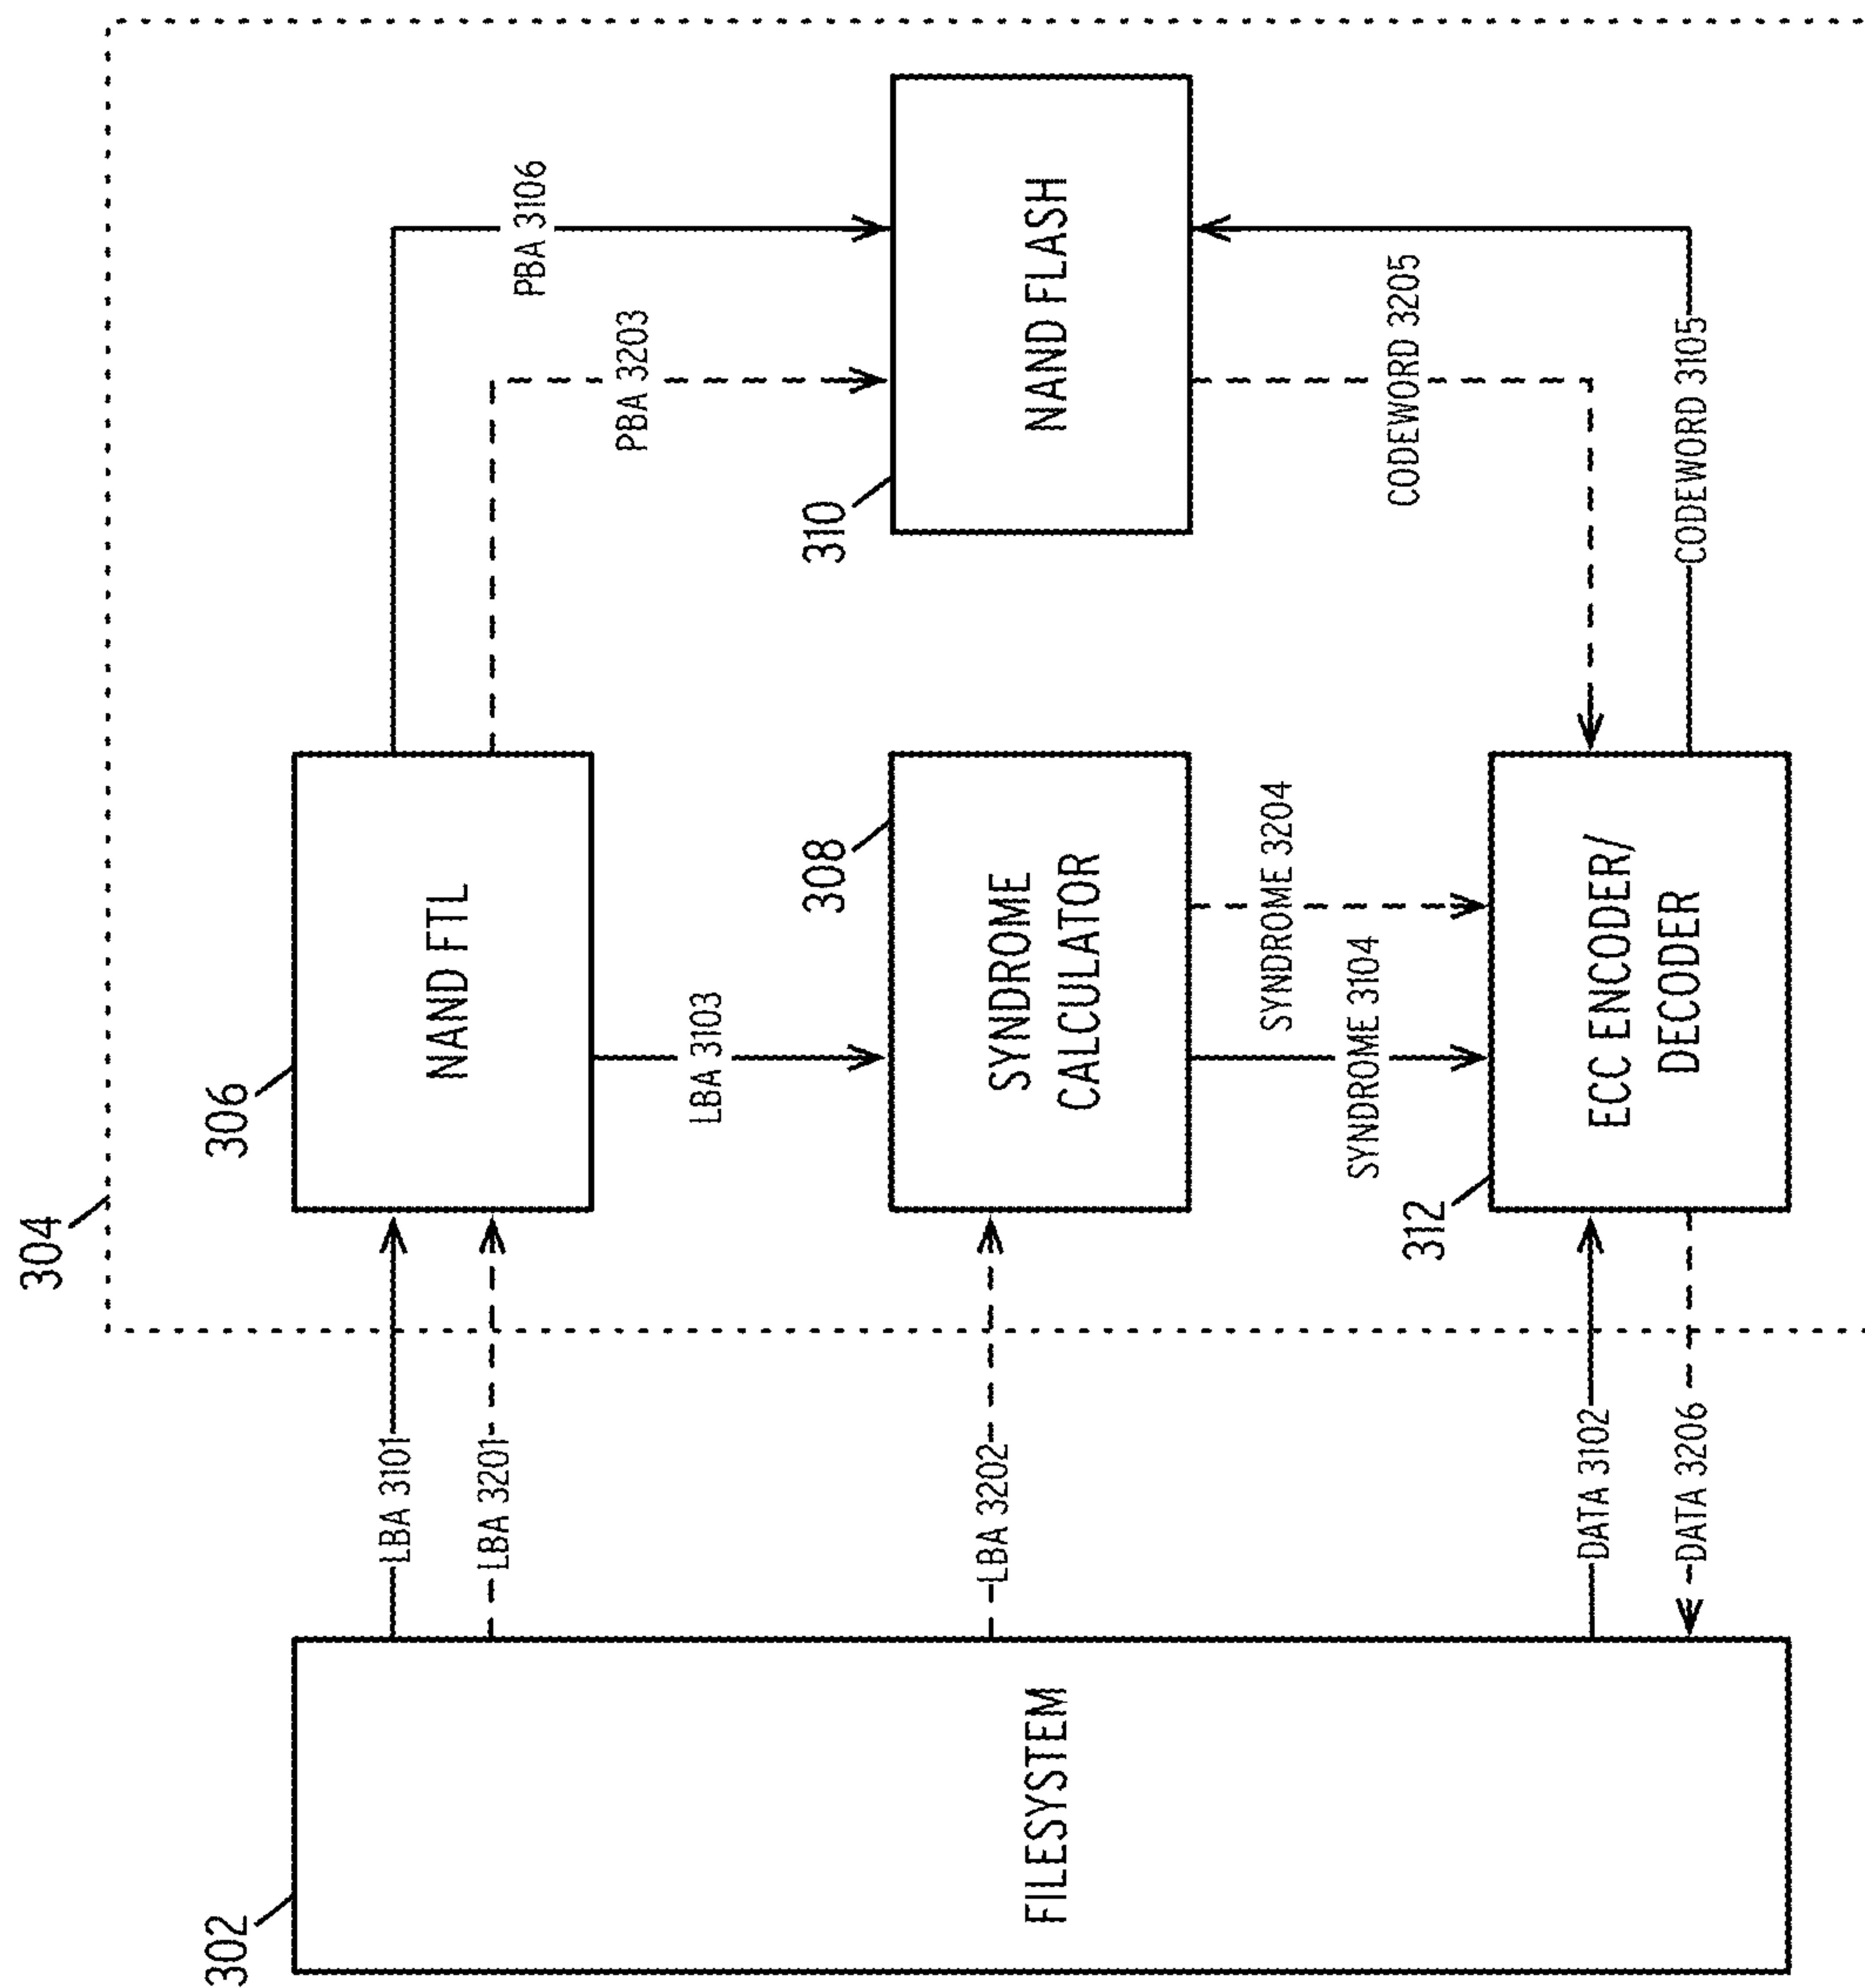 304
306
NAND FTL
PBA 3106
PBA 3203
LBA 3101
LBA 3201
LBA 3103
302
FILESYSTEM
LBA 3202
308
SYNDROME
CALCULATOR
310
NAND FLASH
SYNDROME 3204
SYNDROME 3104
CODEWORD 3205
312
ECC ENCODER/
DECODER
DATA 3102
DATA 3206
CODEWORD 3105